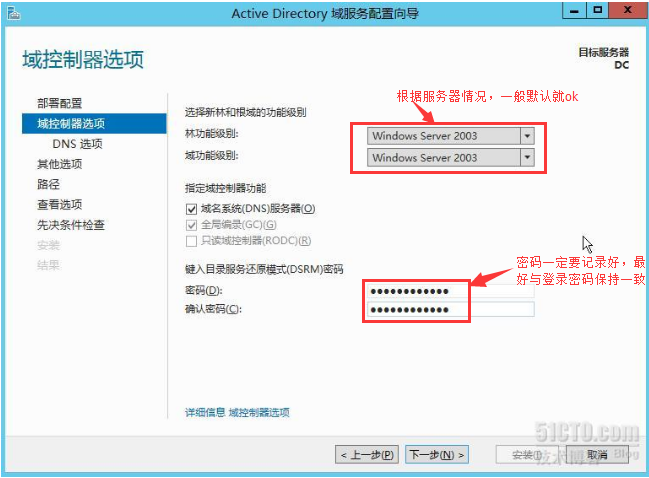 Active Directory 域服务配置向导
域控制器选项
目标服务器
DC
部署配置
域控制器选项
DNS 选项
其他选项
路径
查看选项
先决条件检查
安装
结果
根据服务器情况，一般默认就ok
选择新林和根域的功能级别
林功能级别:
Windows Server 2003
域功能级别:
Windows Server 2003
指定域控制器功能
域名系统(DNS)服务器(O)
全局编录(GC)(G)
只读域控制器(RODC)(R)
键入目录服务还原模式(DSRM)密码
密码(D):
●●●●●●●●●●●●
确认密码(C):
●●●●●●●●●●●●
密码一定要记录好，最
好与登录密码保持一致
详细信息 域控制器选项
< 上一步(P)
下一步(N) >
安装(I)
取消
51CTO.com
技术博客 Blog